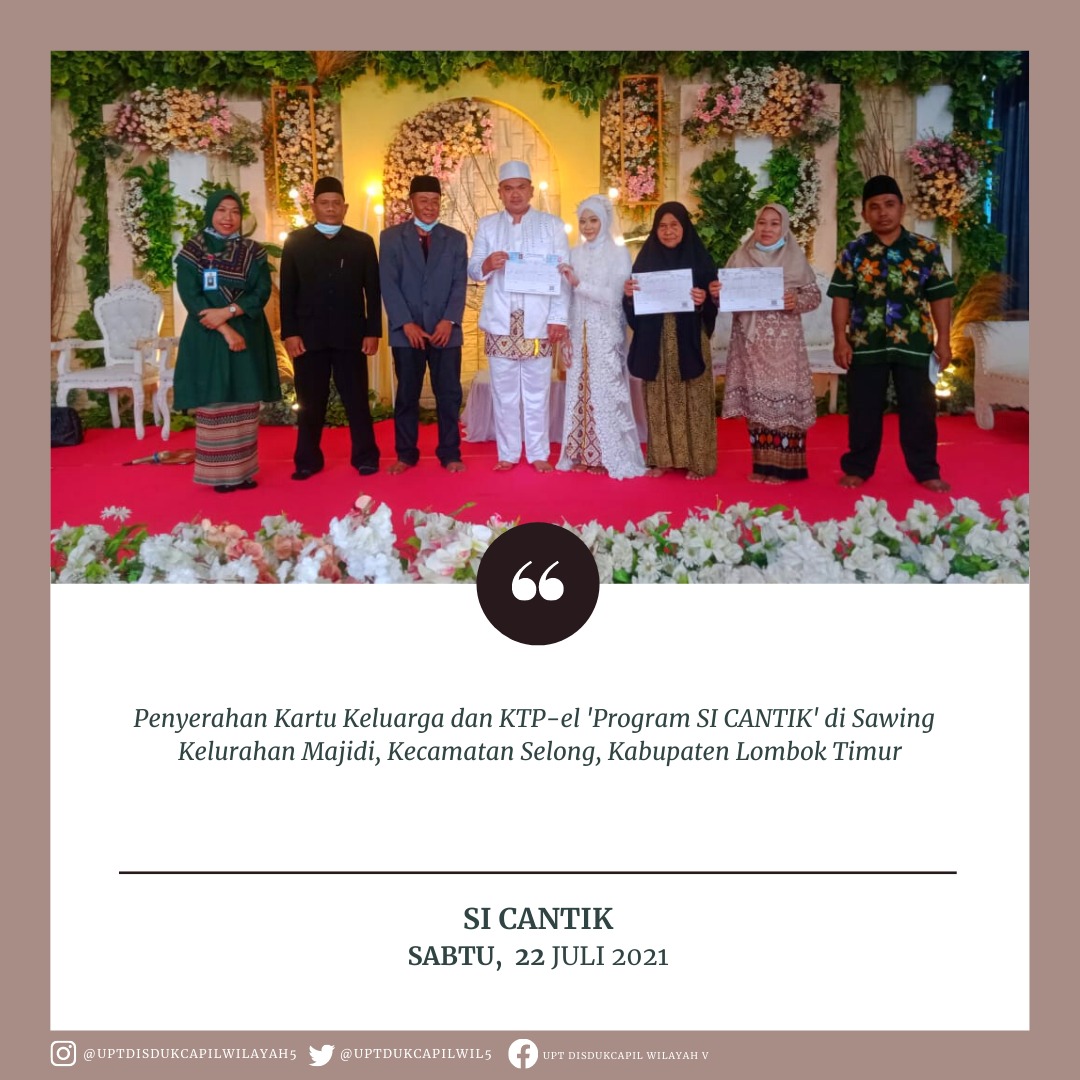 Penyerahan Kartu Keluarga dan KTP-el 'Program SI CANTIK' di Sawing
Kelurahan Majidi, Kecamatan Selong, Kabupaten Lombok Timur
SI CANTIK
SABTU, 22 JULI 2021
@UPTDISDUKCAPILWILAYAH5 @UPTDUKCAPILWIL5 UPT DISDUKCAPIL WILAYAH V